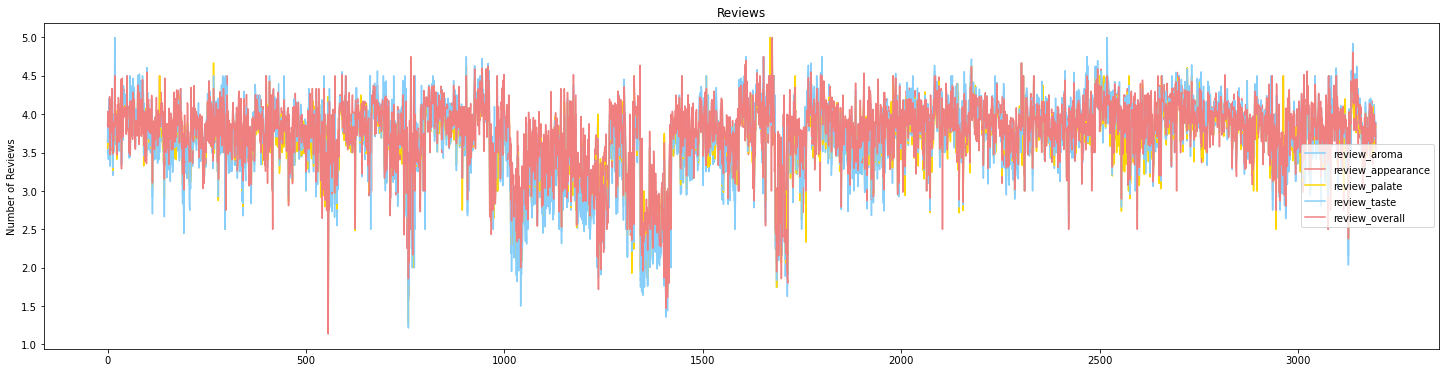 Reviews
Number of Reviews
5.0
4.5
4.0
3.5
3.0
2.5
2.0
1.5
1.0
0
500
1000
1500
2000
2500
3000
review_aroma
review_appearance
review_palate
review_taste
review_overall